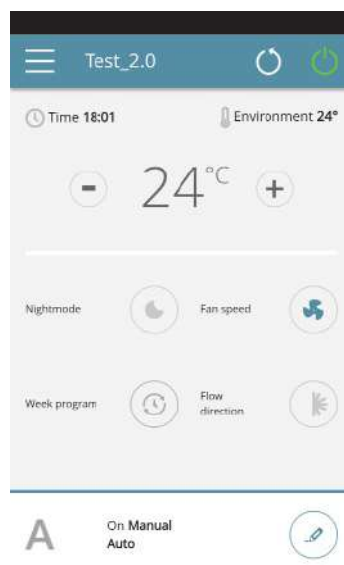 Test_2.0
Time 18:01
Environment 24°
- 24°C +
Nightmode
Fan speed
Week program
Flow
direction
A
On Manual
Auto